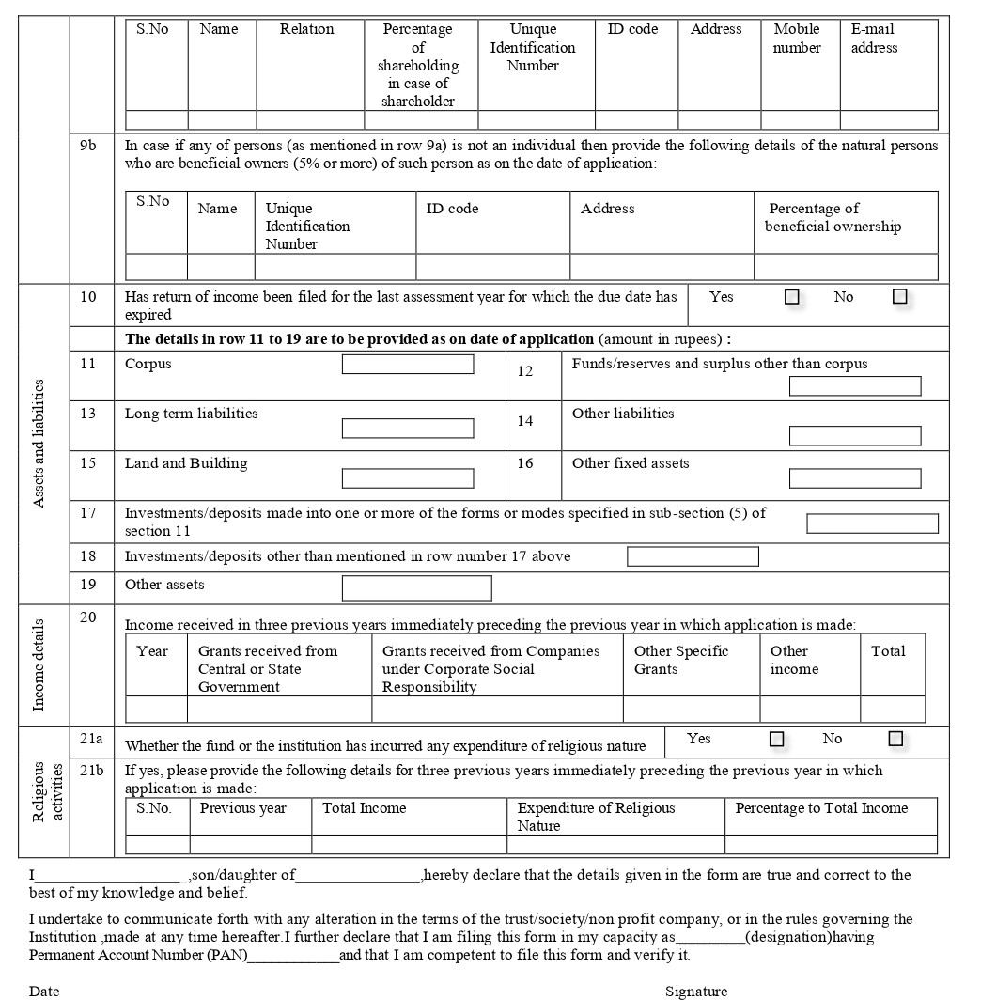 S.No Name Relation Percentage of shareholding in case of shareholder Unique Identification Number ID code Address Mobile number E-mail address
9b In case if any of persons (as mentioned in row 9a) is not an individual then provide the following details of the natural persons
who are beneficial owners (5% or more) of such person as on the date of application:
S.No Name Unique Identification Number ID code Address Percentage of beneficial ownership
Assets and liabilities
10 Has return of income been filed for the last assessment year for which the due date has Yes No
expired
The details in row 11 to 19 are to be provided as on date of application (amount in rupees) :
11 Corpus 12 Funds/reserves and surplus other than corpus
13 Long term liabilities 14 Other liabilities
15 Land and Building 16 Other fixed assets
17 Investments/deposits made into one or more of the forms or modes specified in sub-section (5) of
section 11
18 Investments/deposits other than mentioned in row number 17 above
19 Other assets
Income details
20 Income received in three previous years immediately preceding the previous year in which application is made:
Year Grants received from Central or State Government Grants received from Companies under Corporate Social Responsibility Other Specific Grants Other income Total
Religious activities
21a Whether the fund or the institution has incurred any expenditure of religious nature Yes No
21b If yes, please provide the following details for three previous years immediately preceding the previous year in which
application is made:
S.No. Previous year Total Income Expenditure of Religious Nature Percentage to Total Income
I____________________,son/daughter of________________,hereby declare that the details given in the form are true and correct to the
best of my knowledge and belief.
I undertake to communicate forth with any alteration in the terms of the trust/society/non profit company, or in the rules governing the
Institution ,made at any time hereafter.I further declare that I am filing this form in my capacity as_________(designation)having
Permanent Account Number (PAN)____________and that I am competent to file this form and verify it.
Date Signature